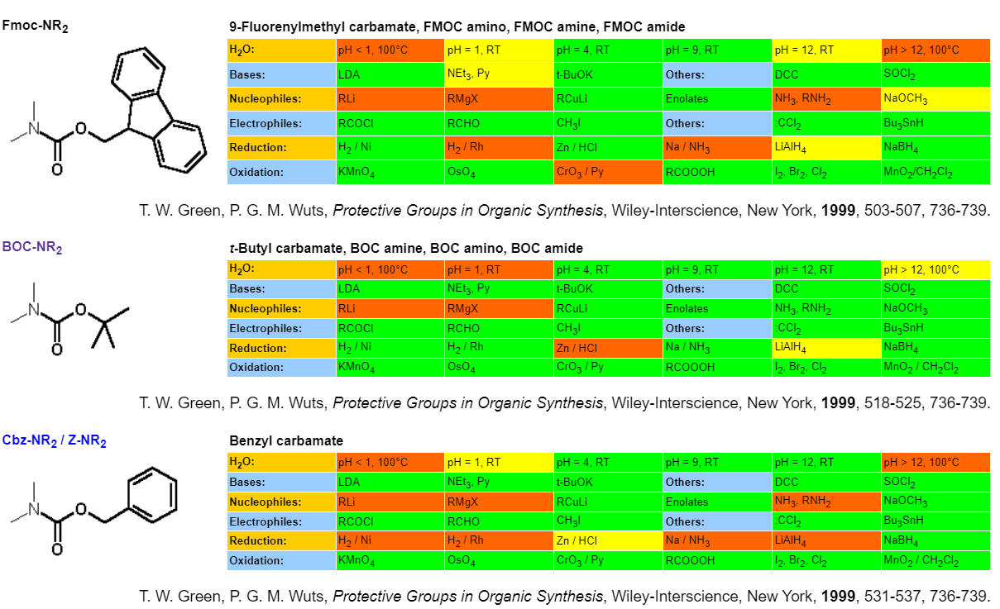 Fmoc-NR2
9-Fluorenylmethyl carbamate, FMOC amino, FMOC amine, FMOC amide
H2O: pH < 1, 100°C pH = 1, RT pH = 4, RT pH = 9, RT pH = 12, RT pH > 12, 100°C
Bases: LDA NEt3, Py t-BuOK Others: DCC SOCl2
Nucleophiles: RLi RMgX RCuLi Enolates NH3, RNH2 NaOCH3
Electrophiles: RCOCl RCHO CH3I Others: :CCl2 Bu3SnH
Reduction: H2 / Ni H2 / Rh Zn / HCl Na / NH3 LiAlH4 NaBH4
Oxidation: KMnO4 OsO4 CrO3 / Py RCOOOH I2, Br2, Cl2 MnO2/CH2Cl2
N O O
T. W. Green, P. G. M. Wuts, Protective Groups in Organic Synthesis, Wiley-Interscience, New York, 1999, 503-507, 736-739.
BOC-NR2
t-Butyl carbamate, BOC amine, BOC amino, BOC amide
H2O: pH < 1, 100°C pH = 1, RT pH = 4, RT pH = 9, RT pH = 12, RT pH > 12, 100°C
Bases: LDA NEt3, Py t-BuOK Others: DCC SOCl2
Nucleophiles: RLi RMgX RCuLi Enolates NH3, RNH2 NaOCH3
Electrophiles: RCOCl RCHO CH3I Others: :CCl2 Bu3SnH
Reduction: H2 / Ni H2 / Rh Zn / HCl Na / NH3 LiAlH4 NaBH4
Oxidation: KMnO4 OsO4 CrO3 / Py RCOOOH I2, Br2, Cl2 MnO2 / CH2Cl2
N O O
T. W. Green, P. G. M. Wuts, Protective Groups in Organic Synthesis, Wiley-Interscience, New York, 1999, 518-525, 736-739.
Cbz-NR2 / Z-NR2
Benzyl carbamate
H2O: pH < 1, 100°C pH = 1, RT pH = 4, RT pH = 9, RT pH = 12, RT pH > 12, 100°C
Bases: LDA NEt3, Py t-BuOK Others: DCC SOCl2
Nucleophiles: RLi RMgX RCuLi Enolates NH3, RNH2 NaOCH3
Electrophiles: RCOCl RCHO CH3I Others: :CCl2 Bu3SnH
Reduction: H2 / Ni H2 / Rh Zn / HCl Na / NH3 LiAlH4 NaBH4
Oxidation: KMnO4 OsO4 CrO3 / Py RCOOOH I2, Br2, Cl2 MnO2 / CH2Cl2
N O O
T. W. Green, P. G. M. Wuts, Protective Groups in Organic Synthesis, Wiley-Interscience, New York, 1999, 531-537, 736-739.